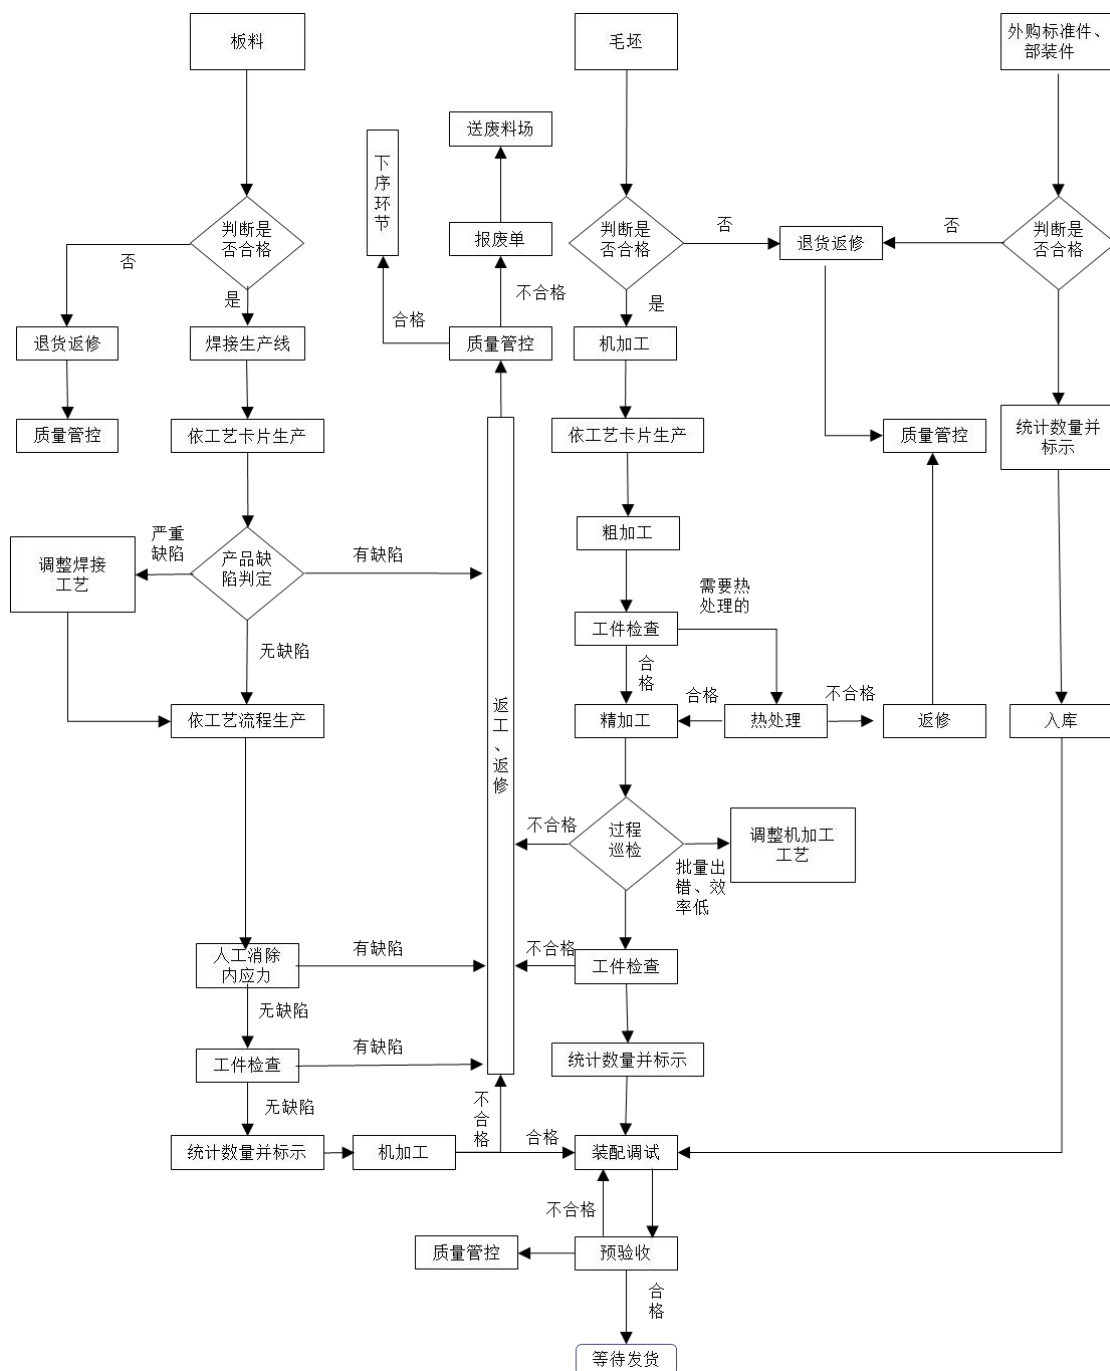 板料
毛坯
外购标准件、
部装件
送废料场
下
序
环
节
判断是
否合格
报废单
判断是
否合格
否
退货返修
否
判断是
否合格
否
是
不合格
合格
是
退货返修
焊接生产线
质量管控
机加工
质量管控
依工艺卡片生产
依工艺卡片生产
质量管控
统计数量并
标示
严重
缺陷
调整焊接
工艺
产品缺
陷判定
有缺陷
粗加工
需要热
处理的
工件检查
无缺陷
合
格
依工艺流程生产
返
工
、
返
修
精加工
合格
热处理
不合格
返修
入库
不合格
过程
巡检
调整机加工
工艺
批量出
错、效
率低
人工消除
内应力
有缺陷
不合格
工件检查
无缺陷
工件检查
有缺陷
统计数量并标示
无缺陷
不
合
格
统计数量并标示
机加工
合格
装配调试
不合格
质量管控
预验收
合
格
等待发货